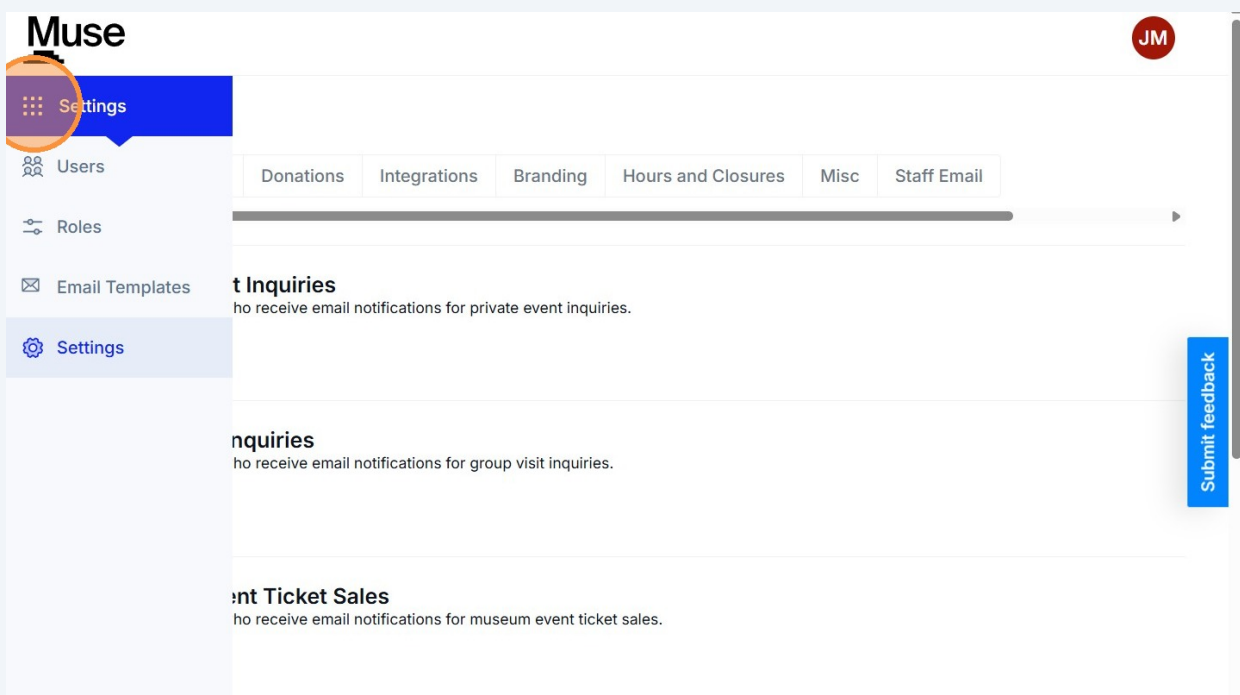 Muse
JM
Settings
Users
Roles
Email Templates
Settings
Donations
Integrations
Branding
Hours and Closures
Misc
Staff Email
t Inquiries
ho receive email notifications for private event inquiries.
nquiries
ho receive email notifications for group visit inquiries.
ent Ticket Sales
ho receive email notifications for museum event ticket sales.
Submit feedback